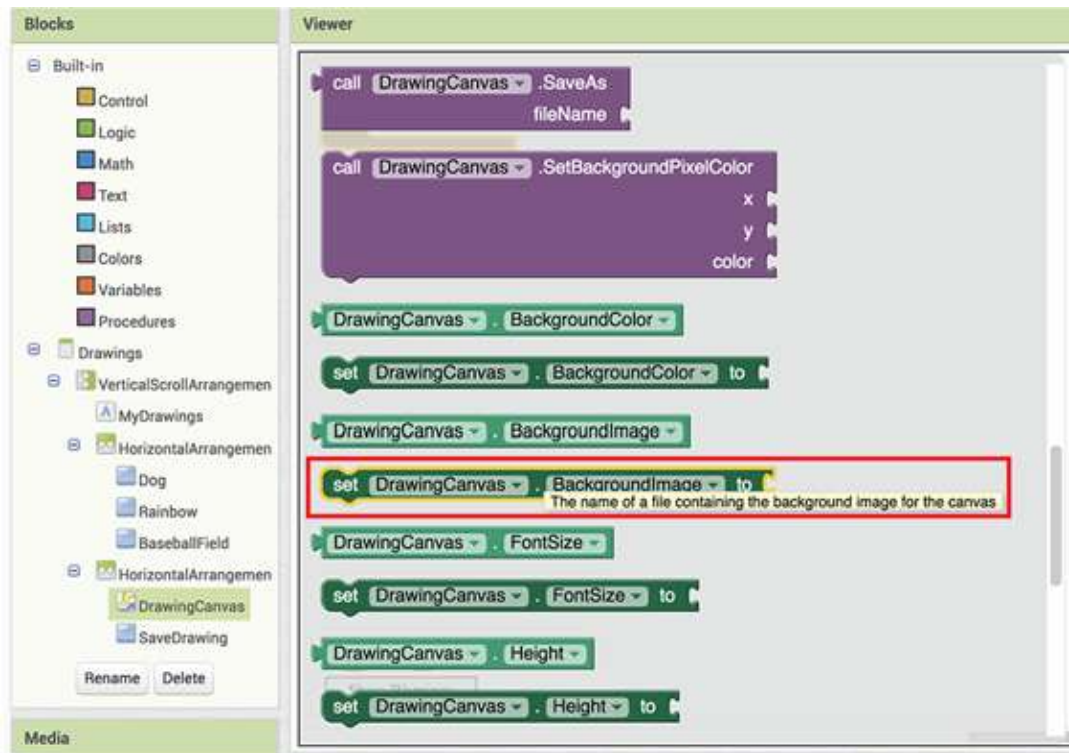 Blocks
Built-in
Control
Logic
Math
Text
Lists
Colors
Variables
Procedures
Drawings
VerticalScrollArrangemen
MyDrawings
HorizontalArrangemen
Dog
Rainbow
BaseballField
HorizontalArrangemen
DrawingCanvas
SaveDrawing
Rename Delete
Media
Viewer
call DrawingCanvas .SaveAs
fileName
call DrawingCanvas .SetBackgroundPixelColor
x
y
color
DrawingCanvas . BackgroundColor
set DrawingCanvas . BackgroundColor to
DrawingCanvas . BackgroundImage
set DrawingCanvas . BackgroundImage to
The name of a file containing the background image for the canvas
DrawingCanvas . FontSize
set DrawingCanvas . FontSize to
DrawingCanvas . Height
set DrawingCanvas . Height to